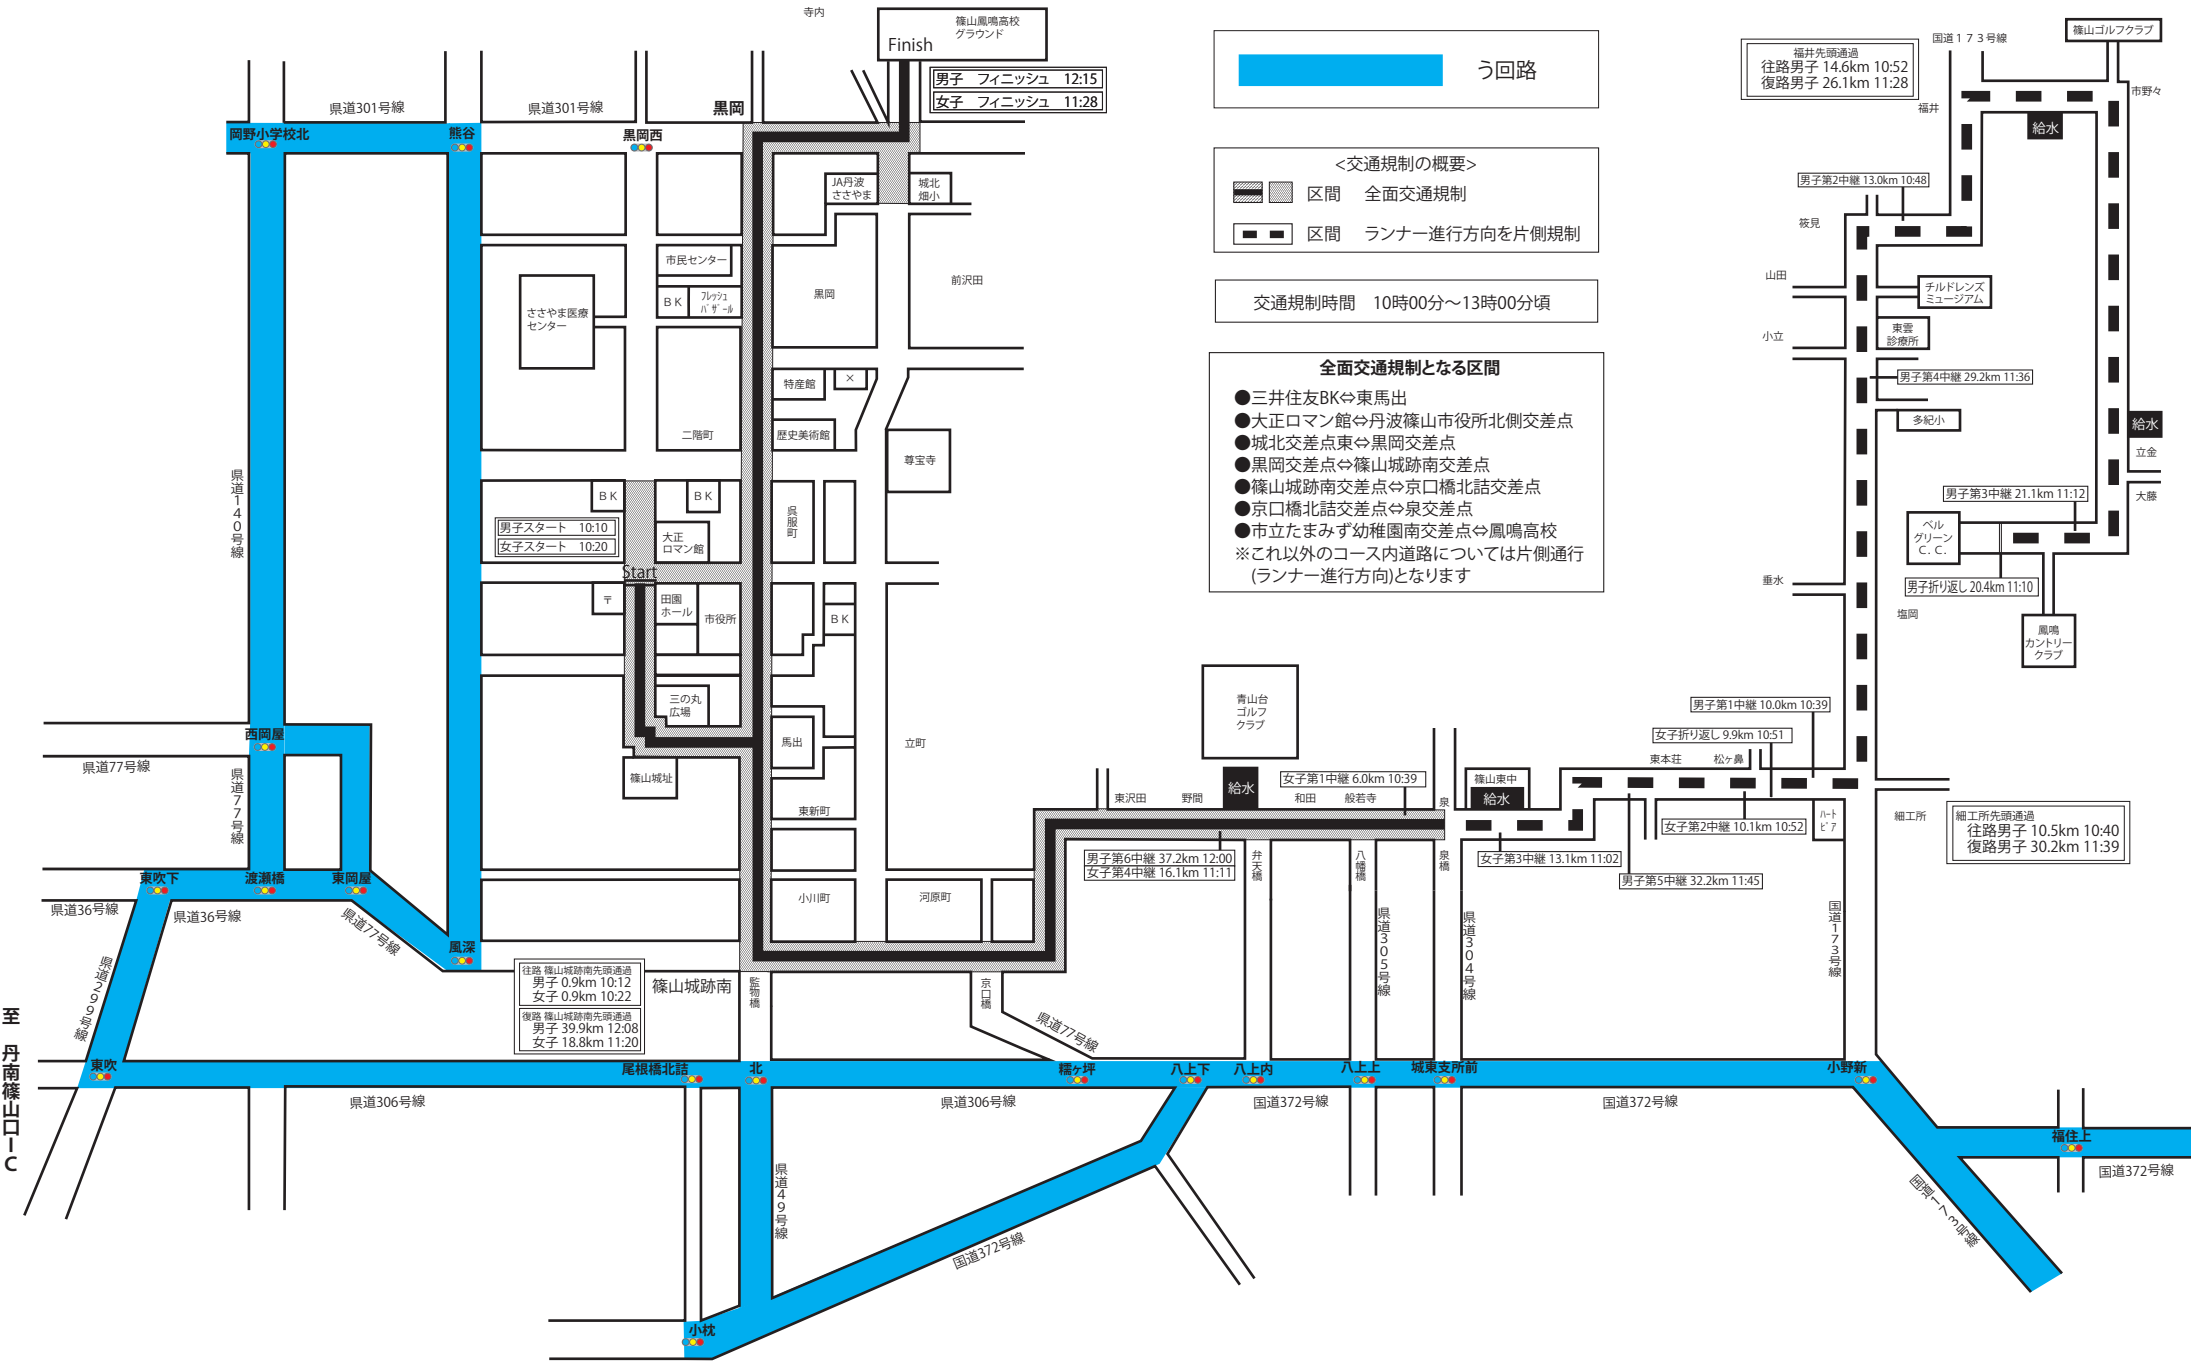 寺内
篠山鳳鳴高校
グラウンド
Finish
男子　フィニッシュ　12:15
女子　フィニッシュ　11:28
う回路
<交通規制の概要>
区間　全面交通規制
区間　ランナー進行方向を片側規制
交通規制時間　10時00分～13時00分頃
全面交通規制となる区間
●三井住友BK⇔東馬出
●大正ロマン館⇔丹波篠山市役所北側交差点
●城北交差点東⇔黒岡交差点
●黒岡交差点⇔篠山城跡南交差点
●篠山城跡南交差点⇔京口橋北詰交差点
●京口橋北詰交差点⇔泉交差点
●市立たまみず幼稚園南交差点⇔鳳鳴高校
※これ以外のコース内道路については片側通行
(ランナー進行方向)となります
福井先頭通過
往路男子 14.6km 10:52
復路男子 26.1km 11:28
国道173号線
篠山ゴルフクラブ
市野々
福井
給水
男子第2中継 13.0km 10:48
筱見
山田
チルドレンズ
ミュージアム
小立
東雲
診療所
男子第4中継 29.2km 11:36
多紀小
給水
立金
大藤
男子第3中継 21.1km 11:12
ベル
グリーン
C. C.
男子折り返し 20.4km 11:10
垂水
塩岡
鳳鳴
カントリー
クラブ
県道301号線
県道301号線
黒岡
岡野小学校北
熊谷
黒岡西
JA丹波
ささやま
城北
畑小
市民センター
BK
フレッシュ
バザール
ささやま医療
センター
黒岡
前沢田
特産館
×
二階町
歴史美術館
尊宝寺
県道140号線
BK
BK
呉服町
男子スタート　10:10
女子スタート　10:20
大正
ロマン館
Start
〒
田園
ホール
市役所
BK
三の丸
広場
馬出
立町
篠山城址
東新町
西岡屋
県道77号線
県道77号線
東吹下
渡瀬橋
東岡屋
県道36号線
県道36号線
県道77号線
風深
県道299号線
小川町
河原町
青山台
ゴルフ
クラブ
給水
東沢田
野間
和田
般若寺
女子第1中継 6.0km 10:39
泉
篠山東中
給水
東本荘
松ヶ鼻
男子第1中継 10.0km 10:39
女子折り返し 9.9km 10:51
女子第2中継 10.1km 10:52
ハート
ピア
細工所
細工所先頭通過
往路男子 10.5km 10:40
復路男子 30.2km 11:39
男子第6中継 37.2km 12:00
女子第4中継 16.1km 11:11
弁天橋
八幡橋
泉橋
女子第3中継 13.1km 11:02
男子第5中継 32.2km 11:45
県道305号線
県道304号線
国道173号線
往路 篠山城跡南先頭通過
男子 0.9km 10:12
女子 0.9km 10:22
復路 篠山城跡南先頭通過
男子 39.9km 12:08
女子 18.8km 11:20
篠山城跡南
監物橋
京口橋
県道77号線
至　丹南篠山口IC
東吹
尾根橋北詰
北
糯ヶ坪
八上下
八上内
八上上
城東支所前
小野新
県道306号線
県道306号線
国道372号線
国道372号線
福住上
国道372号線
国道173号線
県道49号線
国道372号線
小枕